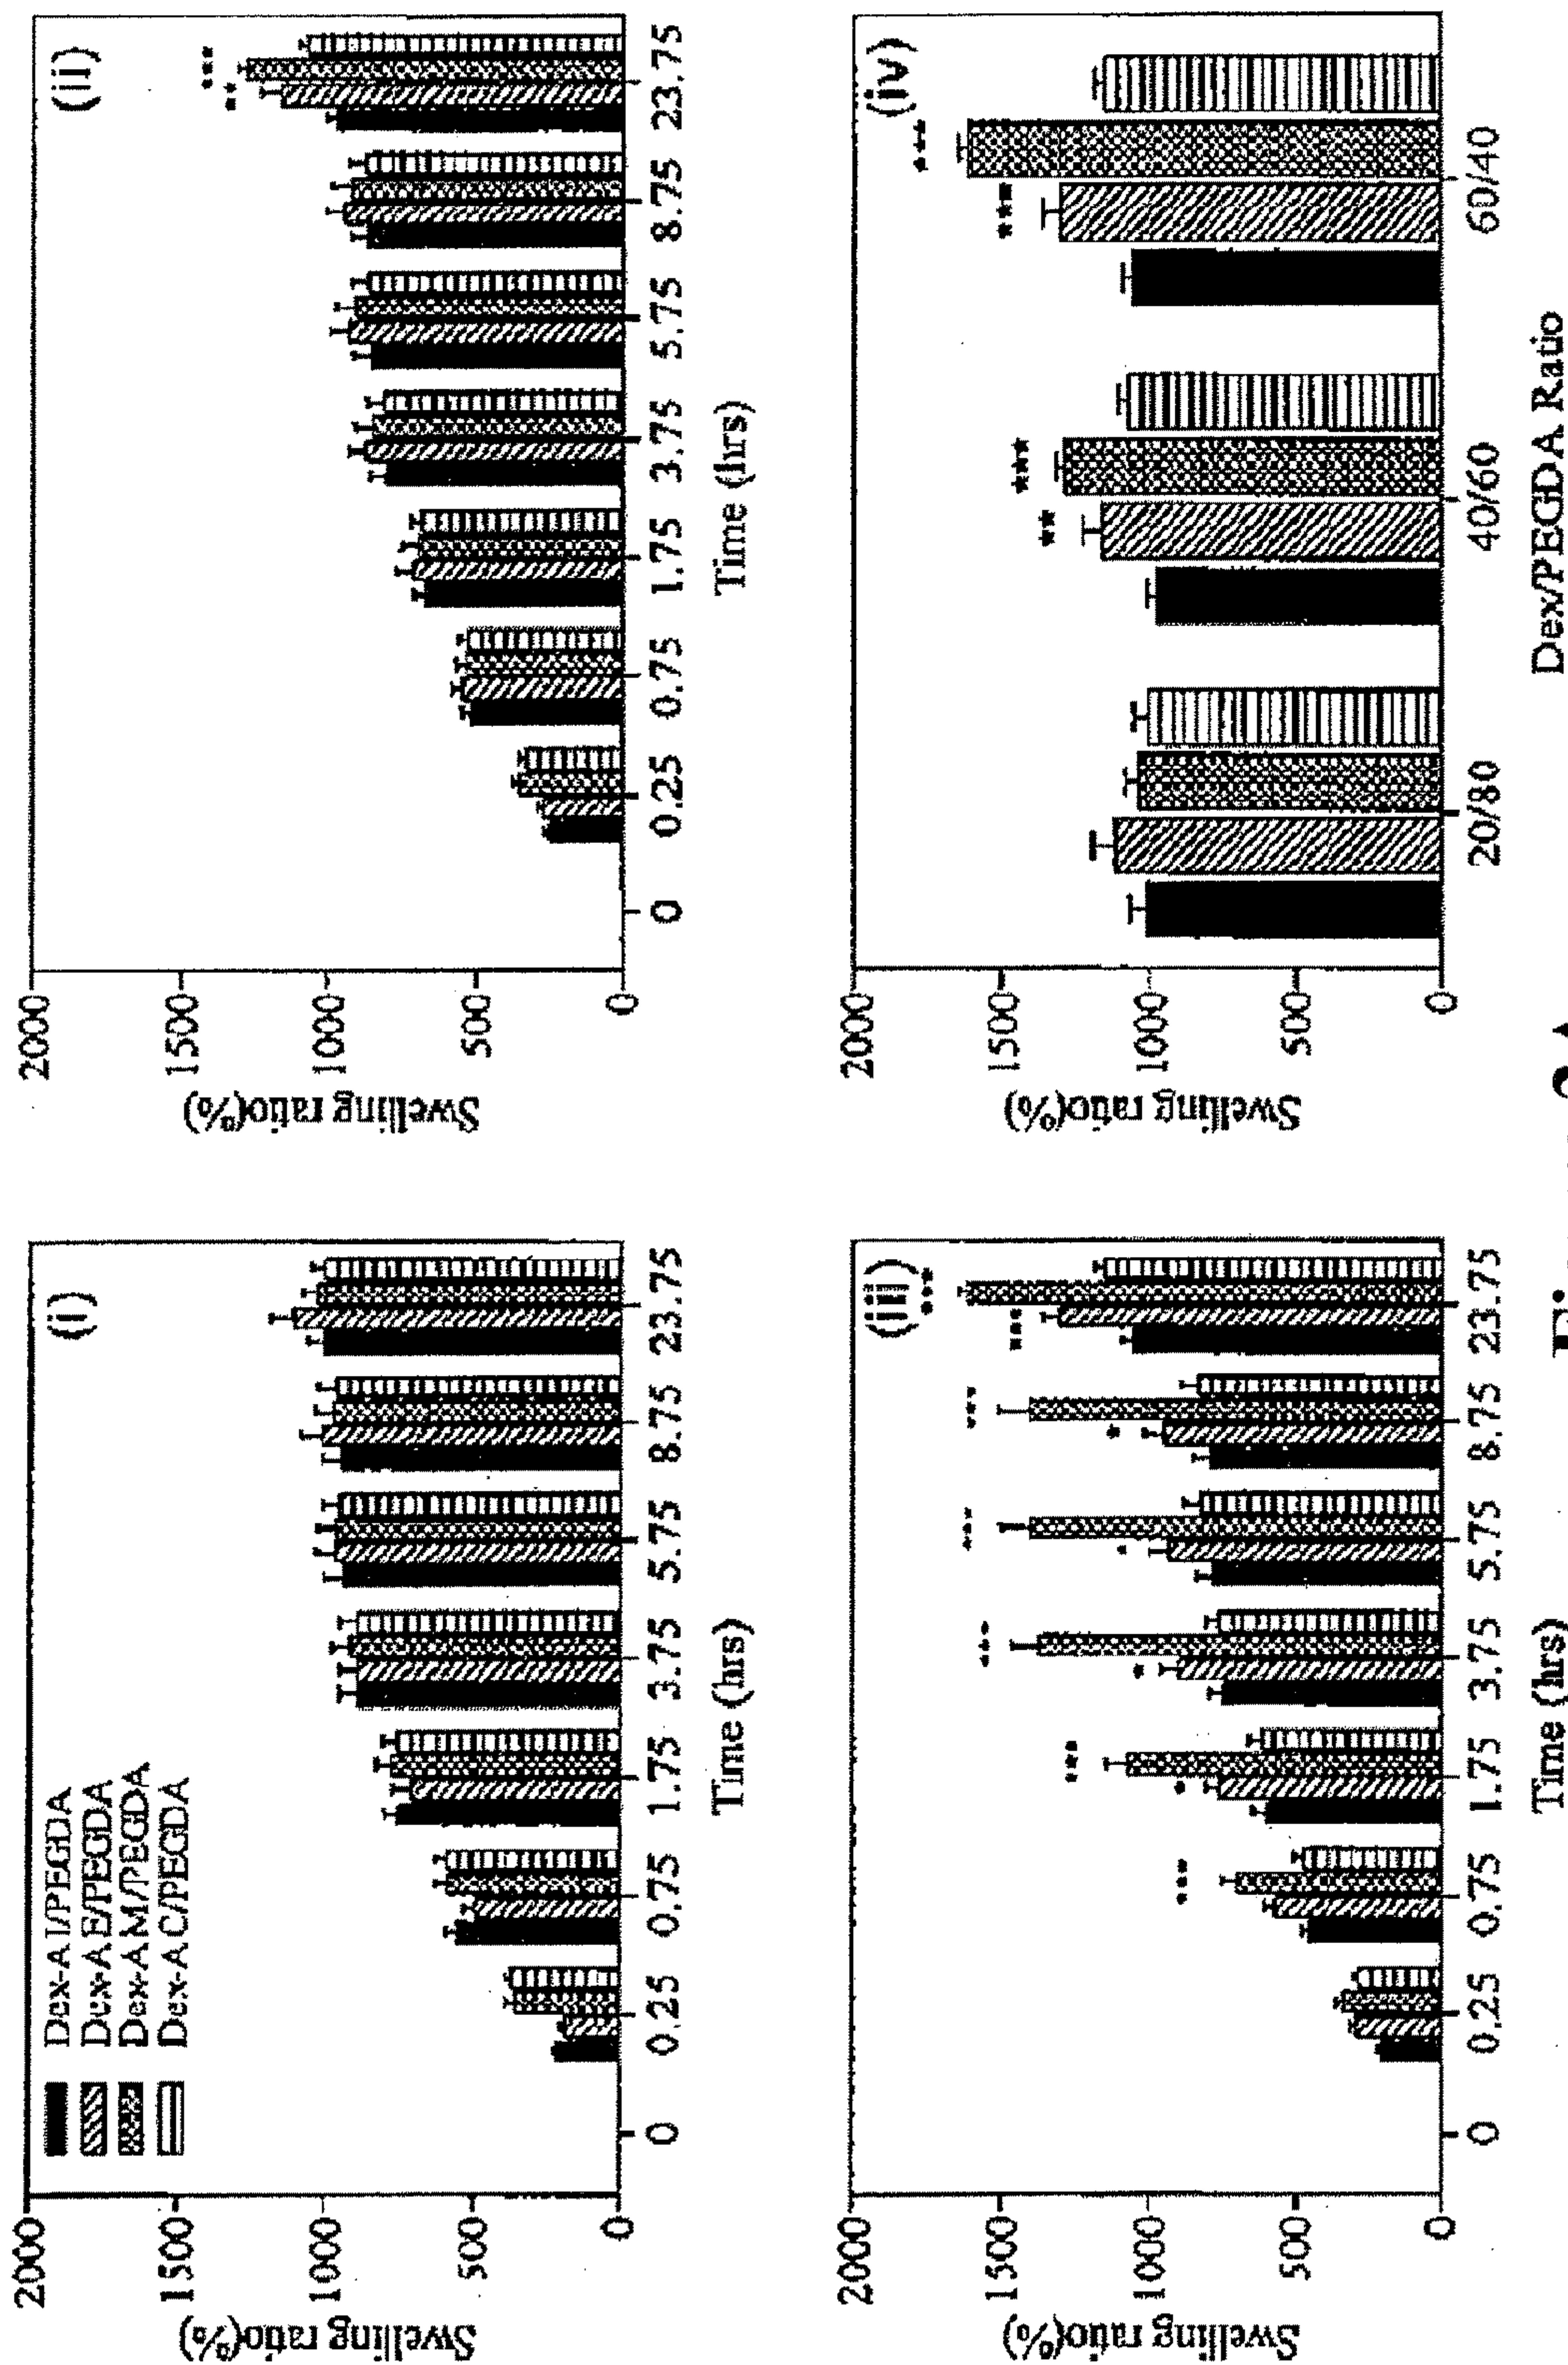 (i)
Dex-AI/PEGDA
Dex-AE/PEGDA
Dex-AM/PEGDA
Dex-AC/PEGDA
Swelling ratio(%)
2000
1500
1000
500
0
0 0.25 0.75 1.75 3.75 5.75 8.75 23.75
Time (hrs)
(ii)
** ***
Swelling ratio(%)
2000
1500
1000
500
0
0 0.25 0.75 1.75 3.75 5.75 8.75 23.75
Time (hrs)
(iii)
*** * *** * *** * *** * *** *** ***
Swelling ratio(%)
2000
1500
1000
500
0
0 0.25 0.75 1.75 3.75 5.75 8.75 23.75
Time (hrs)
(iv)
** *** *** ***
Swelling ratio(%)
2000
1500
1000
500
0
20/80 40/60 60/40
Dex/PEGDA Ratio